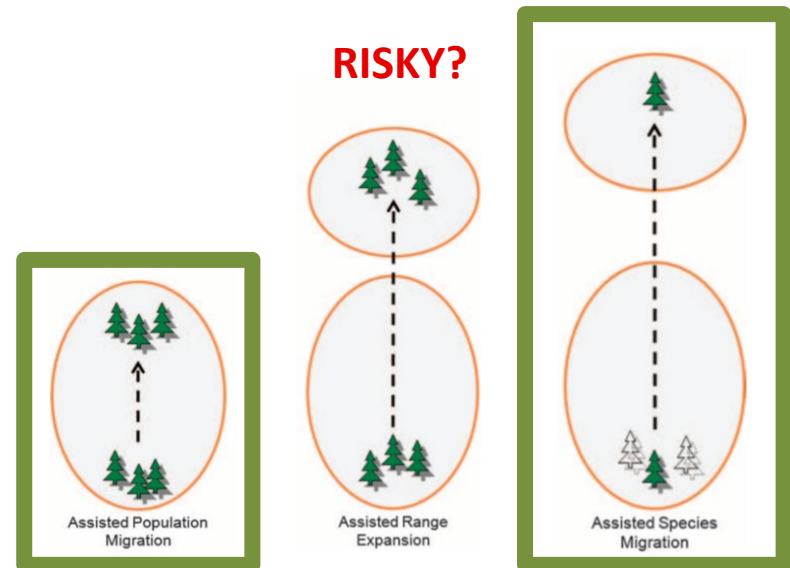 RISKY?
Assisted Population
Migration
Assisted Range
Expansion
Assisted Species
Migration